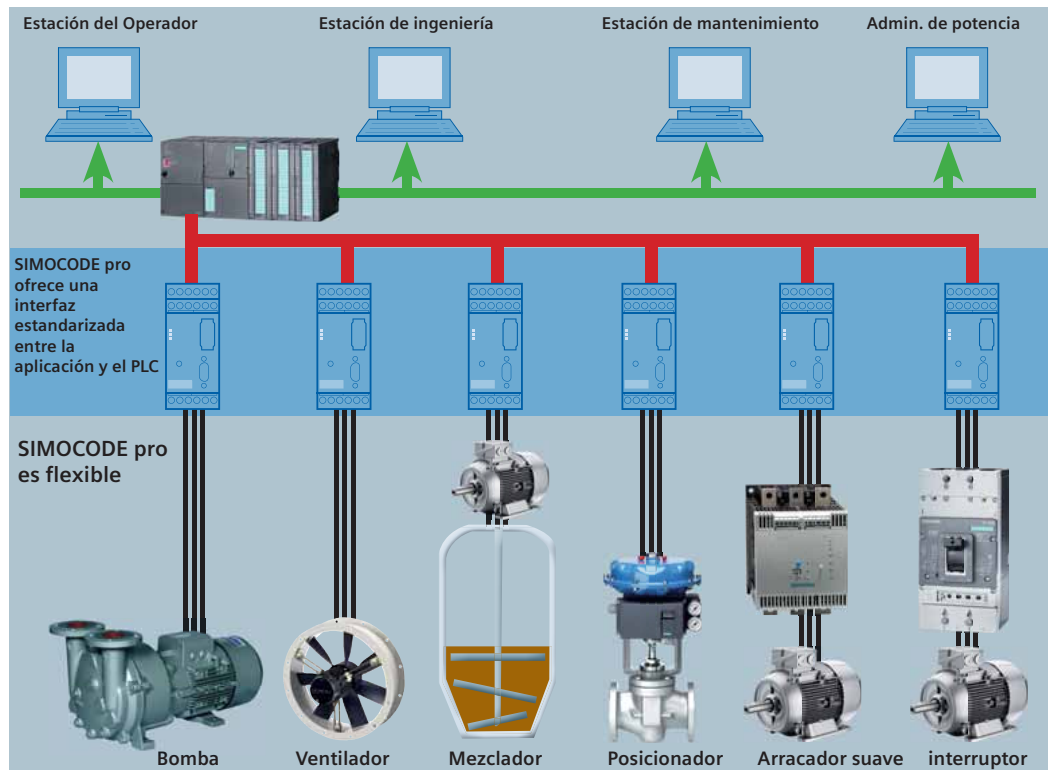 Estación del Operador
Estación de ingeniería
Estación de mantenimiento
Admin. de potencia
SIMOCODE pro
ofrece una
interfaz
estandarizada
entre la
aplicación y el PLC
SIMOCODE pro
es flexible
Bomba
Ventilador
Mezclador
Posicionador
Arracador suave
interruptor